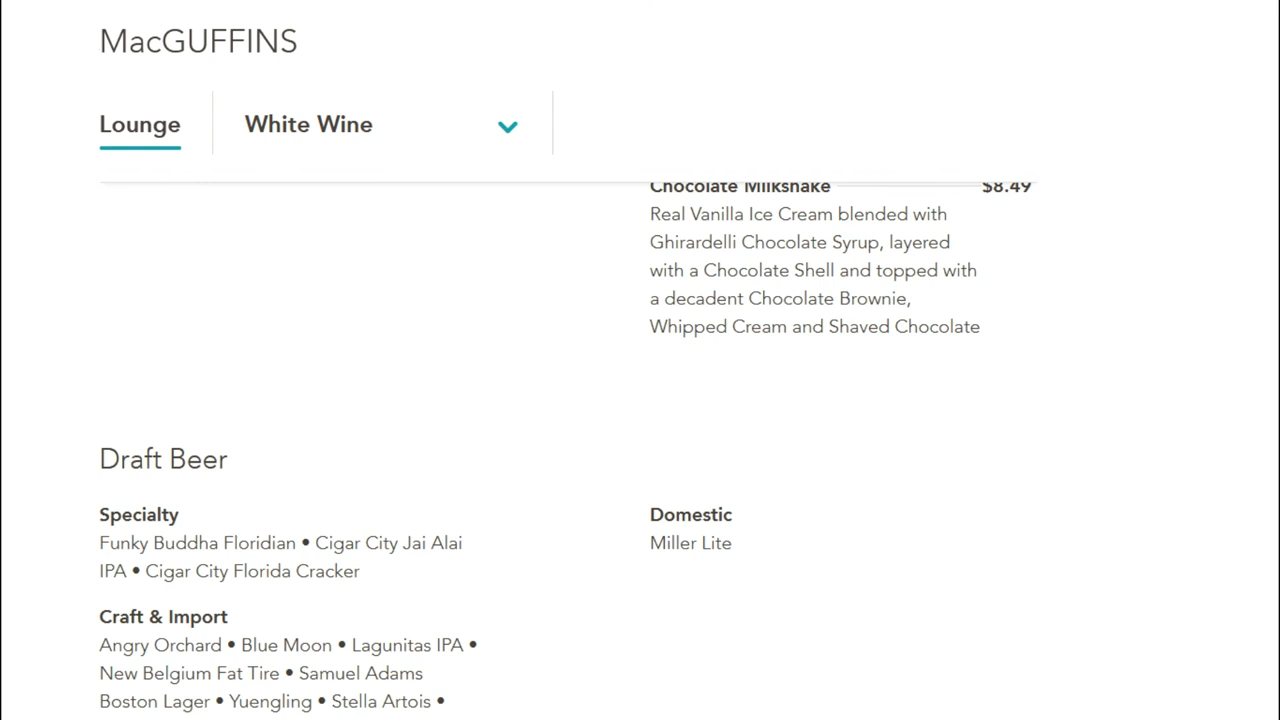 MacGUFFINS
Lounge
White Wine
Chocolate Milkshake $8.49
Real Vanilla Ice Cream blended with
Ghirardelli Chocolate Syrup, layered
with a Chocolate Shell and topped with
a decadent Chocolate Brownie,
Whipped Cream and Shaved Chocolate
Draft Beer
Specialty
Funky Buddha Floridian • Cigar City Jai Alai
IPA • Cigar City Florida Cracker
Domestic
Miller Lite
Craft & Import
Angry Orchard • Blue Moon • Lagunitas IPA •
New Belgium Fat Tire • Samuel Adams
Boston Lager • Yuengling • Stella Artois •